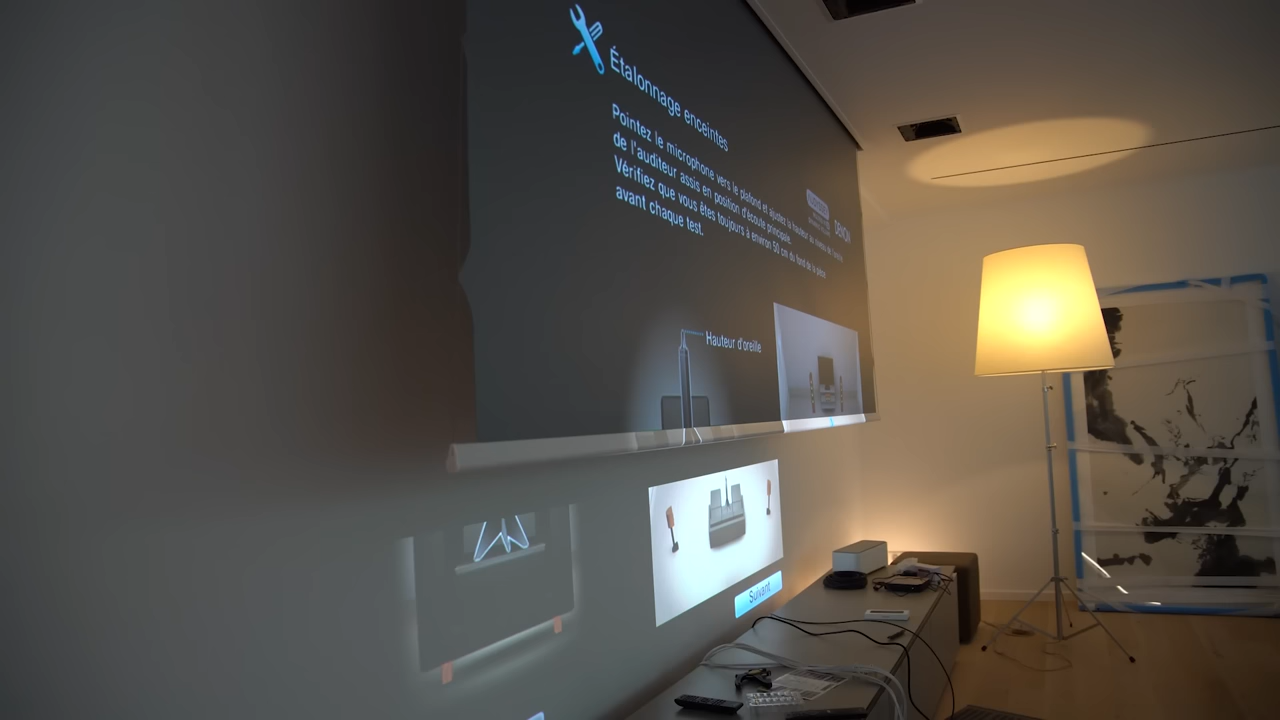 Étalonnage enceintes
Pointez le microphone vers le plafond et ajustez la hauteur au niveau de l'oreille
de l'auditeur assis en position d'écoute principale.
Vérifiez que vous êtes toujours à environ 50 cm du fond de la pièce
avant chaque test.
DENON
Hauteur d'oreille
Suivant